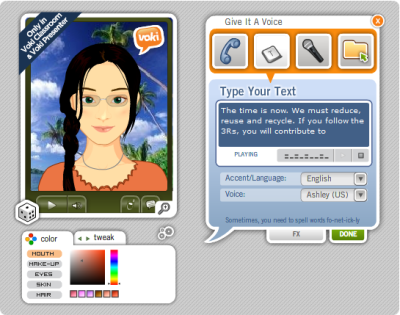 Only in
Voki Classroom
& Voki Presenter
voki
Give It A Voice
Type Your Text
The time is now. We must reduce,
reuse and recycle. If you follow the
3Rs, you will contribute to
PLAYING
Accent/Language: English
Voice: Ashley (US)
Sometimes, you need to spell words fo-net-ick-ly
FX DONE
color tweak
MOUTH
MAKE-UP
EYES
SKIN
HAIR